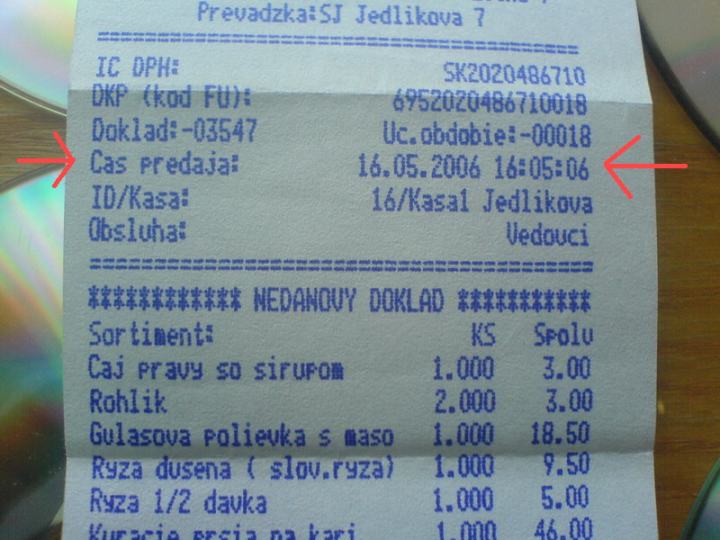 Prevadzka:SJ Jedlikova 7
==========================================
IC DPH: SK2020486710
DKP (kod FU): 6952020486710018
Doklad:-03547 Uc.obdobie:-00018
Cas predaja: 16.05.2006 16:05:06
ID/Kasa: 16/Kasa1 Jedlikova
Obsluha: Vedouci
==========================================
************ NEDANOVY DOKLAD ***********
Sortiment: KS Spolu
Caj pravy so sirupom 1.000 3.00
Rohlik 2.000 3.00
Gulasova polievka s maso 1.000 18.50
Ryza dusena ( slov.ryza) 1.000 9.50
Ryza 1/2 davka 1.000 5.00
Kuracie prsia na kari 1.000 46.00